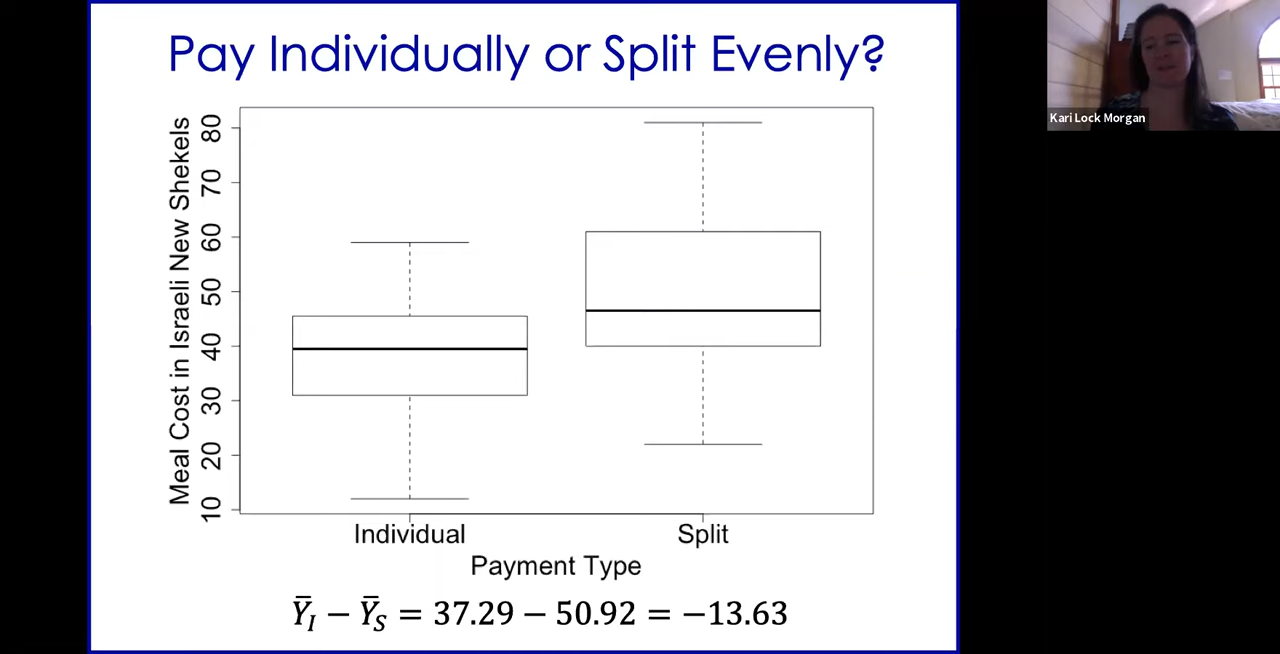 Pay Individually or Split Evenly?
Kari Lock Morgan
Meal Cost in Israeli New Shekels
80
70
60
50
40
30
20
10
Individual Split
Payment Type
Ȳ_I − Ȳ_S = 37.29 − 50.92 = −13.63